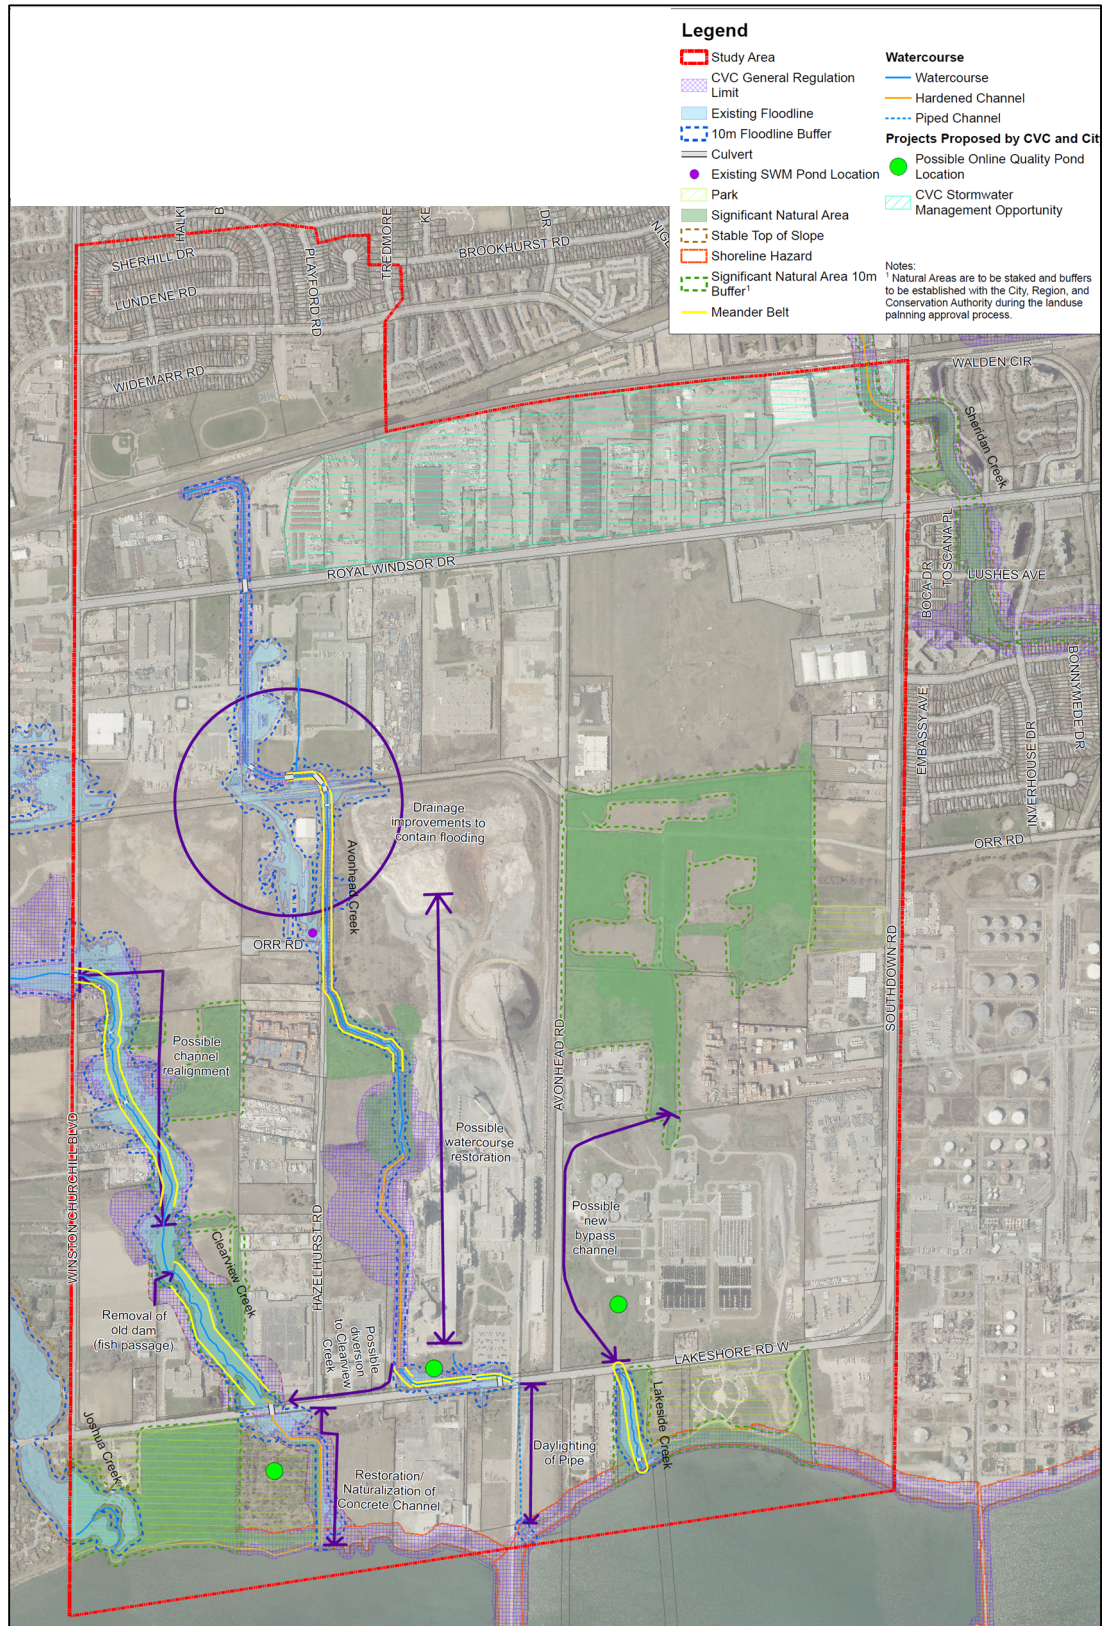 Legend
Study Area
CVC General Regulation
Limit
Existing Floodline
10m Floodline Buffer
Culvert
Existing SWM Pond Location
Park
Significant Natural Area
Stable Top of Slope
Shoreline Hazard
Significant Natural Area 10m
Buffer1
Meander Belt
Watercourse
Watercourse
Hardened Channel
Piped Channel
Projects Proposed by CVC and Cit
Possible Online Quality Pond
Location
CVC Stormwater
Management Opportunity
Notes:
1 Natural Areas are to be staked and buffers
to be established with the City, Region, and
Conservation Authority during the landuse
palnning approval process.
HALKI
B
TREDMORE
KE
DR
NIG
BROOKHURST RD
SHERHILL DR
PLAYFORD RD
LUNDENE RD
WIDEMARR RD
WALDEN CIR
Sheridan Creek
ROYAL WINDSOR DR
TOSCANA PL
BOCA DR
LUSHES AVE
BONNYMEDE DR
EMBASSY AVE
INVERHOUSE DR
ORR RD
Drainage
improvements to
contain flooding
Avonhead Creek
ORR RD
SOUTHDOWN RD
AVONHEAD RD
Possible
channel
realignment
Possible
watercourse
restoration
WINSTON CHURCHILL BLVD
HAZELHURST RD
Clearview Creek
Possible
new
bypass
channel
Removal of
old dam
(fish passage)
Possible
diversion
to Clearview
Creek
LAKESHORE RD W
Joshua Creek
Lakeside Creek
Daylighting
of Pipe
Restoration/
Naturalization of
Concrete Channel